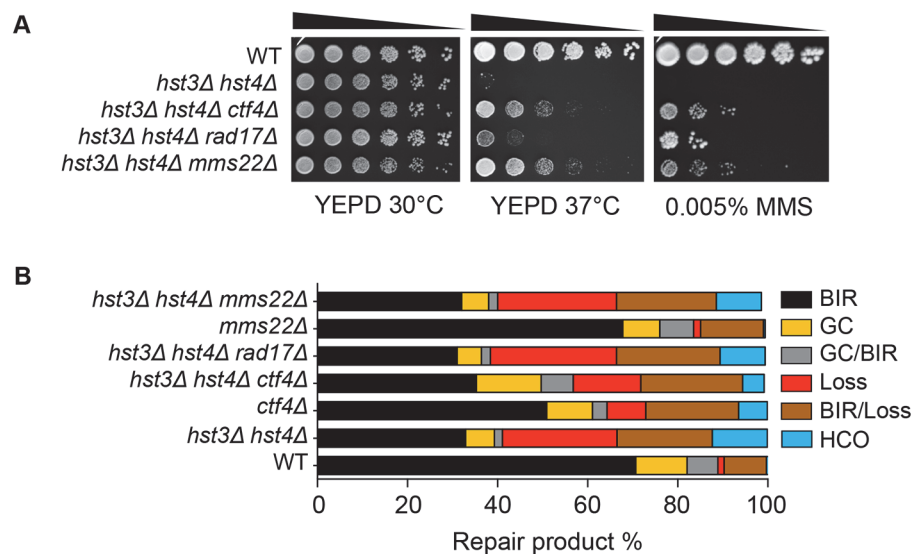 A
WT
hst3Δ hst4Δ
hst3Δ hst4Δ ctf4Δ
hst3Δ hst4Δ rad17Δ
hst3Δ hst4Δ mms22Δ
YEPD 30°C YEPD 37°C 0.005% MMS
B
hst3Δ hst4Δ mms22Δ
mms22Δ
hst3Δ hst4Δ rad17Δ
hst3Δ hst4Δ ctf4Δ
ctf4Δ
hst3Δ hst4Δ
WT
0 20 40 60 80 100
Repair product %
BIR
GC
GC/BIR
Loss
BIR/Loss
HCO